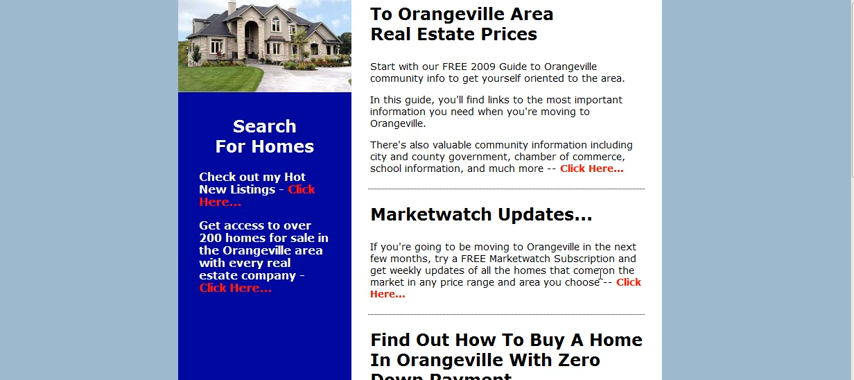 To Orangeville Area
Real Estate Prices
Start with our FREE 2009 Guide to Orangeville
community info to get yourself oriented to the area.
In this guide, you'll find links to the most important
information you need when you're moving to
Orangeville.
There's also valuable community information including
city and county government, chamber of commerce,
school information, and much more -- Click Here...
Search
For Homes
Check out my Hot
New Listings - Click
Here...
Get access to over
200 homes for sale in
the Orangeville area
with every real
estate company -
Click Here...
Marketwatch Updates...
If you're going to be moving to Orangeville in the next
few months, try a FREE Marketwatch Subscription and
get weekly updates of all the homes that come on the
market in any price range and area you choose -- Click
Here...
Find Out How To Buy A Home
In Orangeville With Zero
Down Payment